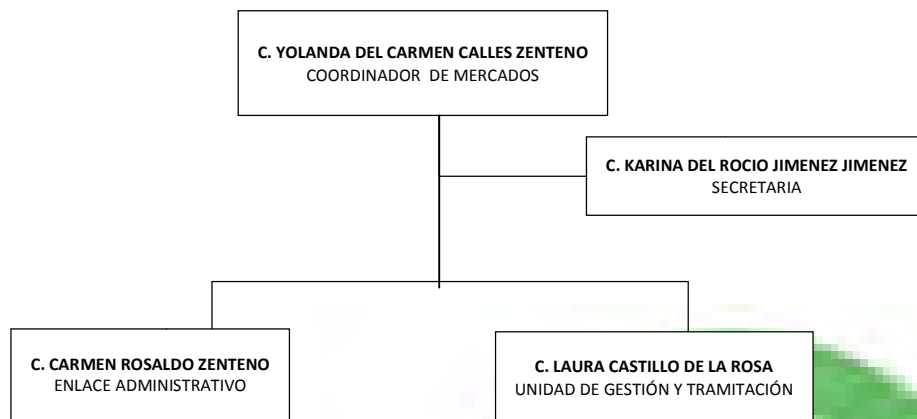 C. YOLANDA DEL CARMEN CALLES ZENTENO
COORDINADOR DE MERCADOS
C. KARINA DEL ROCIO JIMENEZ JIMENEZ
SECRETARIA
C. CARMEN ROSALDO ZENTENO
ENLACE ADMINISTRATIVO
C. LAURA CASTILLO DE LA ROSA
UNIDAD DE GESTIÓN Y TRAMITACIÓN